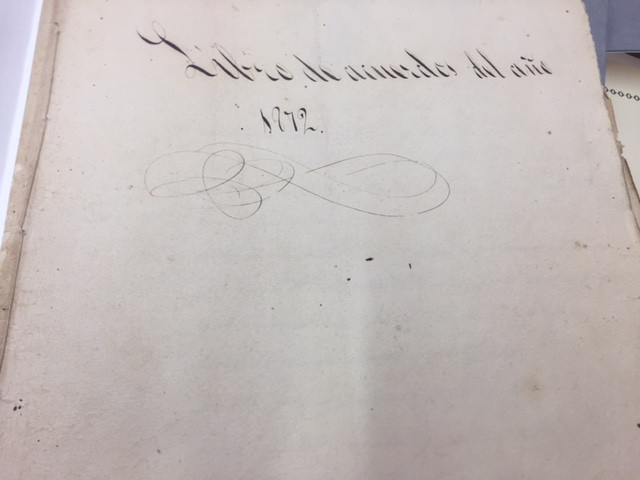 Libro de acuerdos del año
1872.